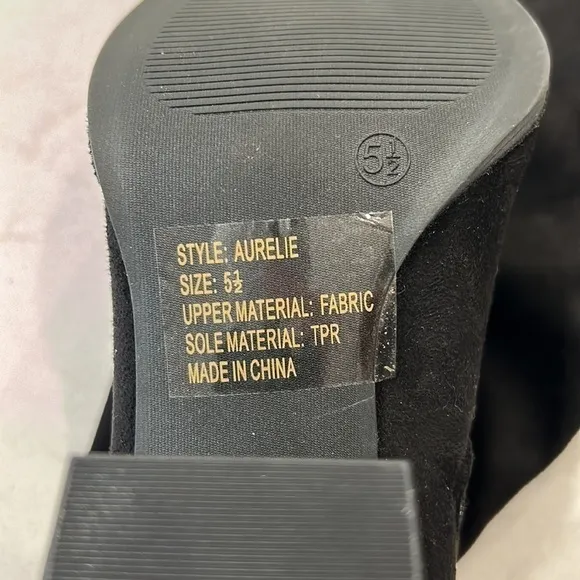 5½
STYLE: AURELIE
SIZE: 5½
UPPER MATERIAL: FABRIC
SOLE MATERIAL: TPR
MADE IN CHINA